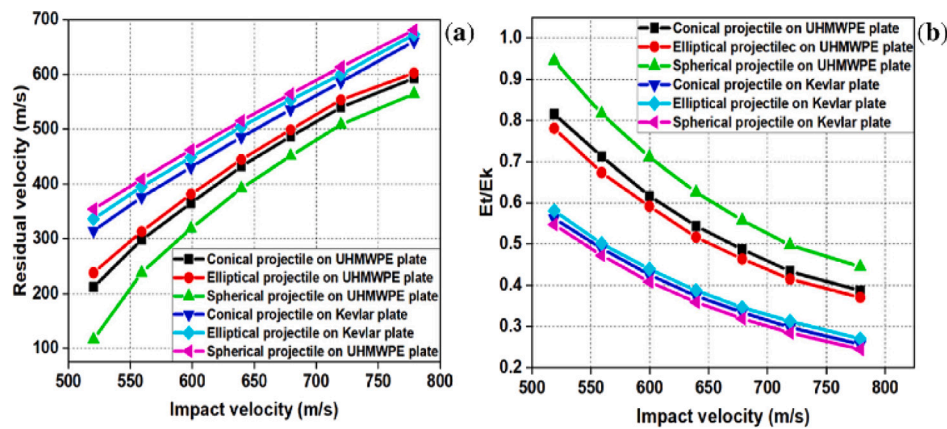 (a)
Residual velocity (m/s)
800
700
600
500
400
300
200
100
Conical projectile on UHMWPE plate
Elliptical projectile on UHMWPE plate
Spherical projectile on UHMWPE plate
Conical projectile on Kevlar plate
Elliptical projectile on Kevlar plate
Spherical projectile on UHMWPE plate
500 550 600 650 700 750 800
Impact velocity (m/s)
(b)
Et/Ek
1.0
0.9
0.8
0.7
0.6
0.5
0.4
0.3
0.2
Conical projectile on UHMWPE plate
Elliptical projectilec on UHMWPE plate
Spherical projectile on UHMWPE plate
Conical projectile on Kevlar plate
Elliptical projectile on Kevlar plate
Spherical projectile on Kevlar plate
500 550 600 650 700 750 800
Impact velocity (m/s)